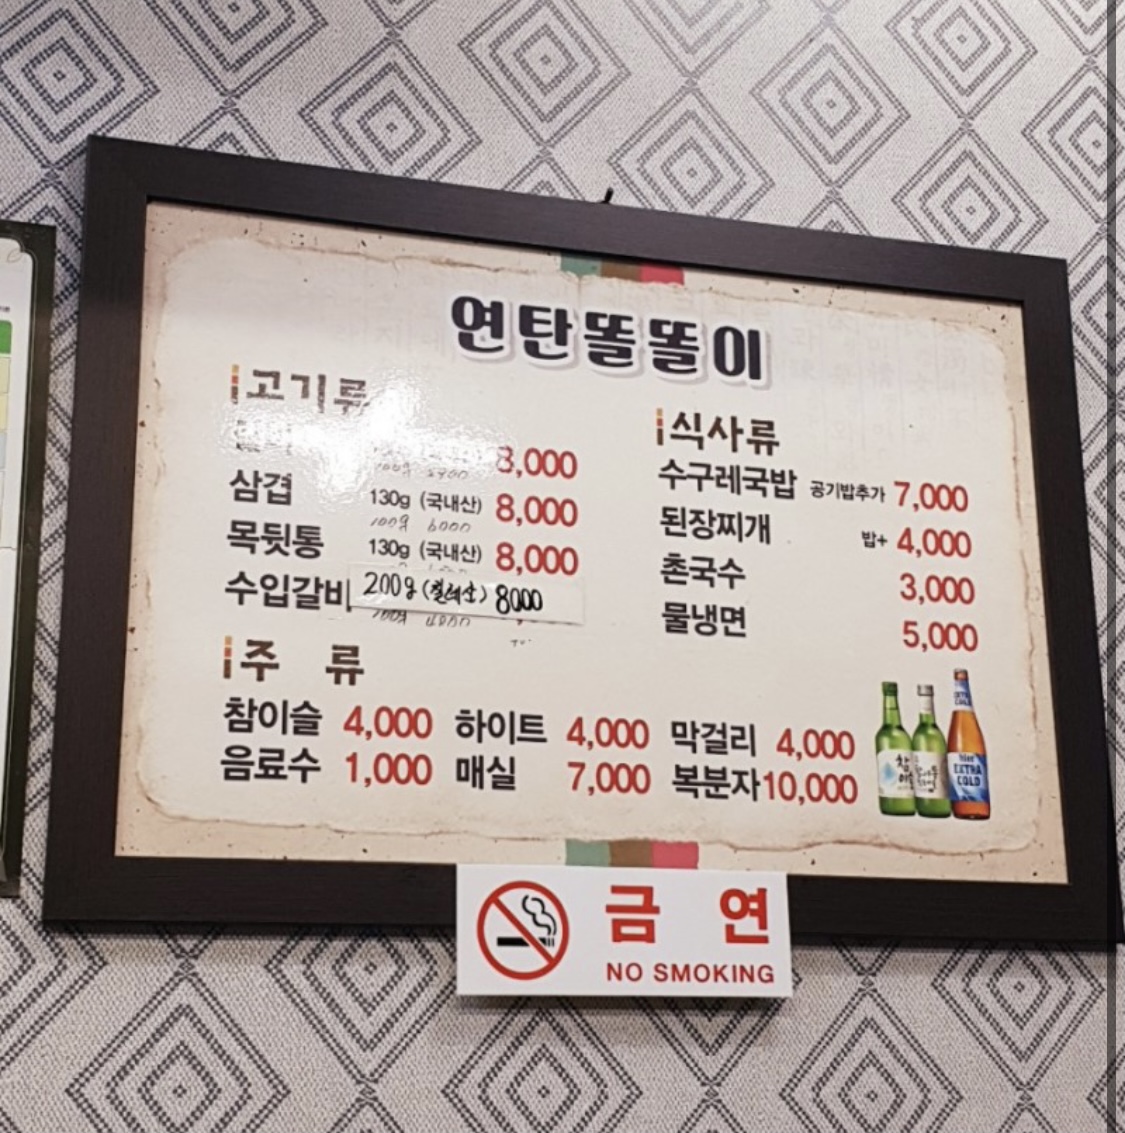 연탄똘똘이
고기류
8,000
삼겹 130g (국내산) 8,000
100g 6000
목뒷통 130g (국내산) 8,000
수입갈비 200g (칠레산) 8000
식사류
수구레국밥 공기밥추가 7,000
된장찌개 밥+ 4,000
촌국수 3,000
물냉면 5,000
주 류
참이슬 4,000 하이트 4,000 막걸리 4,000
음료수 1,000 매실 7,000 복분자 10,000
EXTRA COLD
금 연
NO SMOKING